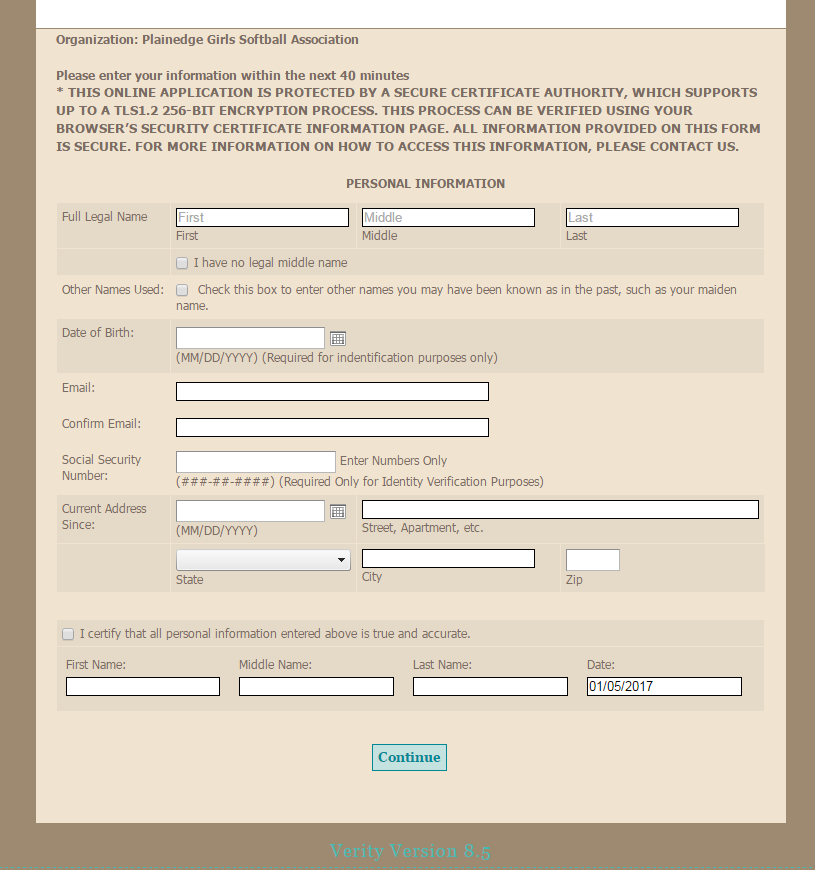 Organization: Plainedge Girls Softball Association
Please enter your information within the next 40 minutes
* THIS ONLINE APPLICATION IS PROTECTED BY A SECURE CERTIFICATE AUTHORITY, WHICH SUPPORTS
UP TO A TLS1.2 256-BIT ENCRYPTION PROCESS. THIS PROCESS CAN BE VERIFIED USING YOUR
BROWSER'S SECURITY CERTIFICATE INFORMATION PAGE. ALL INFORMATION PROVIDED ON THIS FORM
IS SECURE. FOR MORE INFORMATION ON HOW TO ACCESS THIS INFORMATION, PLEASE CONTACT US.
PERSONAL INFORMATION
Full Legal Name First Middle Last
First Middle Last
I have no legal middle name
Other Names Used: Check this box to enter other names you may have been known as in the past, such as your maiden
name.
Date of Birth:
(MM/DD/YYYY) (Required for indentification purposes only)
Email:
Confirm Email:
Social Security Enter Numbers Only
Number:
(###-##-####) (Required Only for Identity Verification Purposes)
Current Address
Since:
(MM/DD/YYYY) Street, Apartment, etc.
State City Zip
I certify that all personal information entered above is true and accurate.
First Name: Middle Name: Last Name: Date:
01/05/2017
Continue
Verity Version 8.5